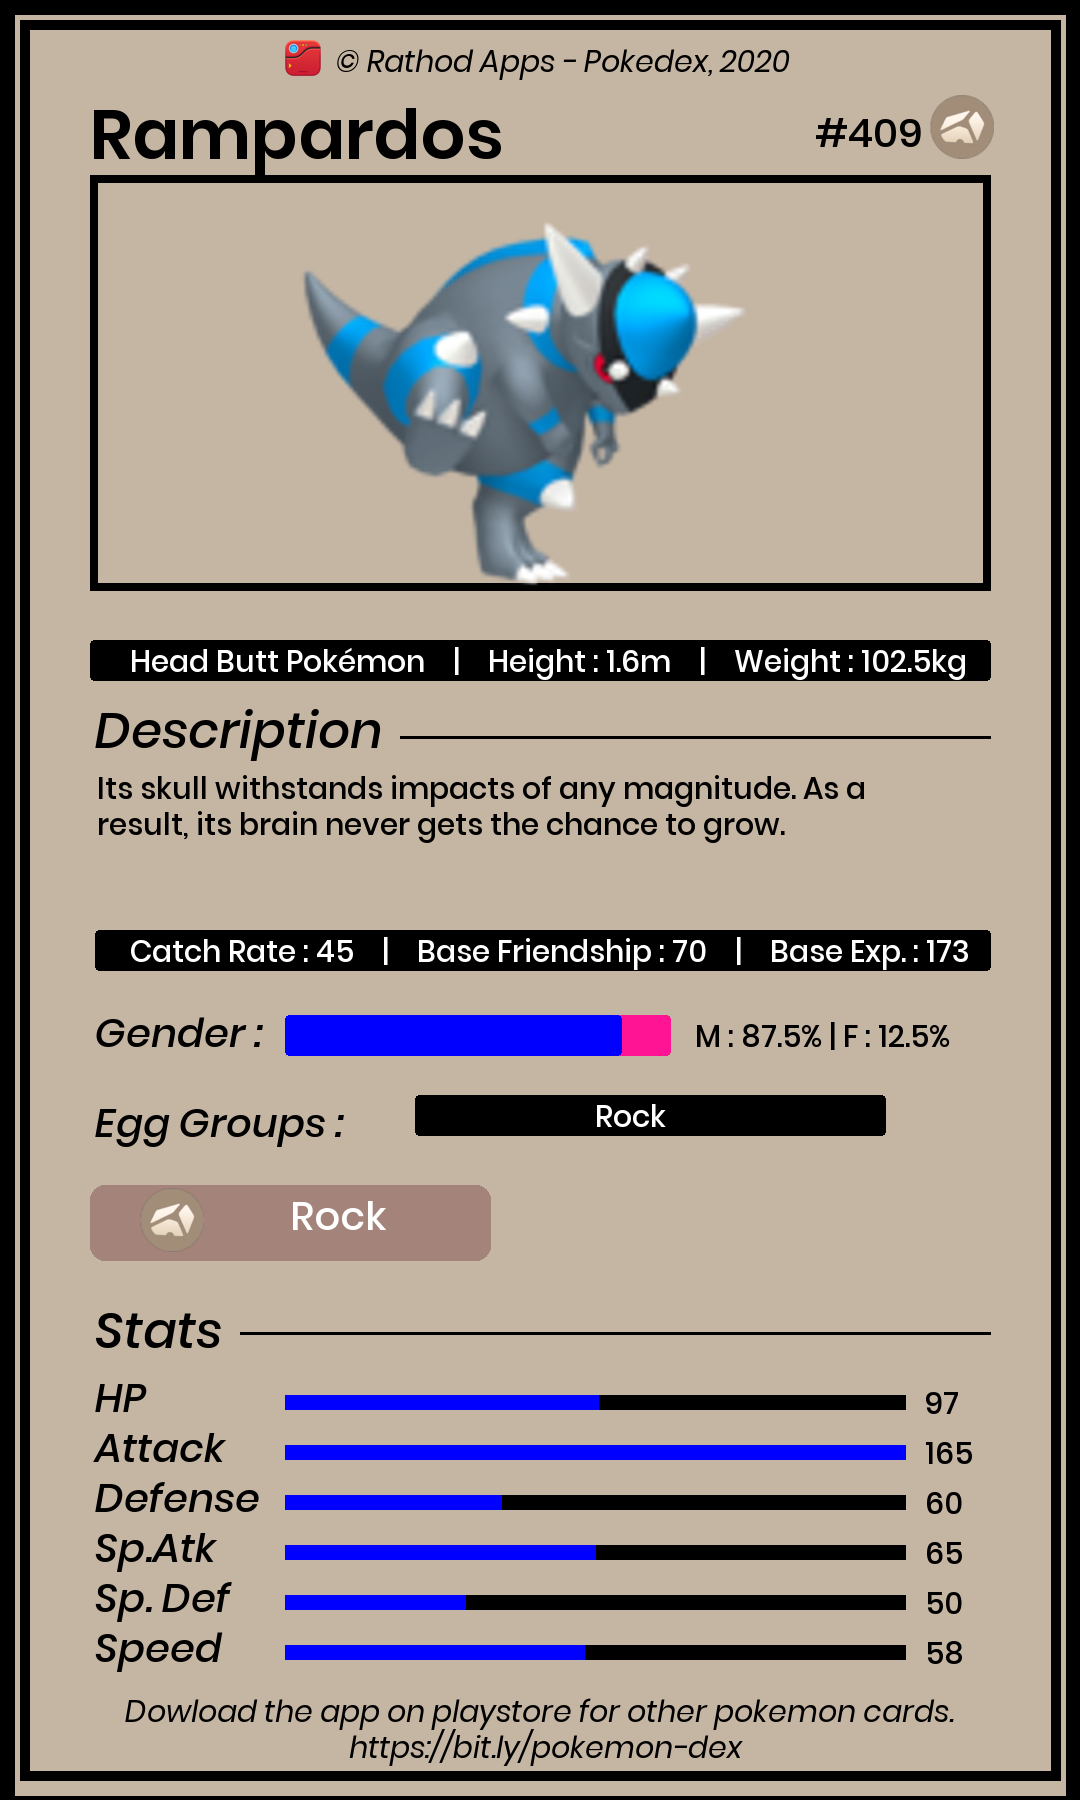 © Rathod Apps - Pokedex, 2020
Rampardos #409
Head Butt Pokémon | Height : 1.6m | Weight : 102.5kg
Description
Its skull withstands impacts of any magnitude. As a
result, its brain never gets the chance to grow.
Catch Rate : 45 | Base Friendship : 70 | Base Exp. : 173
Gender : M : 87.5% | F : 12.5%
Egg Groups : Rock
Rock
Stats
HP 97
Attack 165
Defense 60
Sp.Atk 65
Sp. Def 50
Speed 58
Dowload the app on playstore for other pokemon cards.
https://bit.ly/pokemon-dex